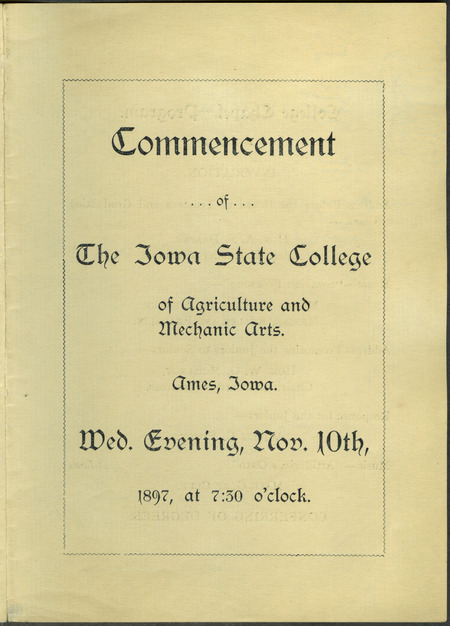 Commencement
...of...
The Iowa State College
of Agriculture and
Mechanic Arts.
Ames, Iowa.
Wed. Evening, Nov. 10th,
1897, at 7:30 o'clock.